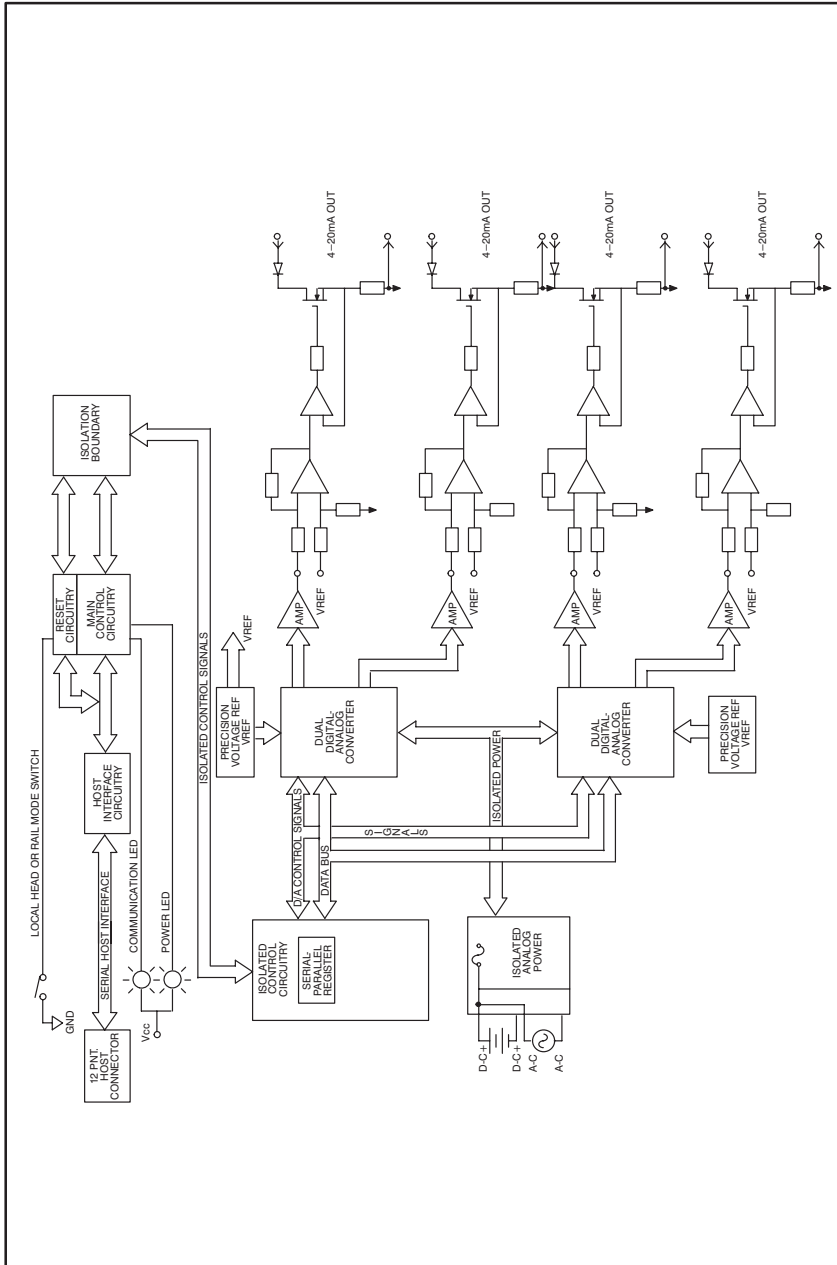 LOCAL HEAD OR RAIL MODE SWITCH
GND
12 PNT.
HOST
CONNECTOR
SERIAL HOST INTERFACE
HOST
INTERFACE
CIRCUITRY
RESET
CIRCUITRY
MAIN
CONTROL
CIRCUITRY
ISOLATION
BOUNDARY
COMMUNICATION LED
POWER LED
Vcc
ISOLATED CONTROL SIGNALS
ISOLATED
CONTROL
CIRCUITRY
SERIAL-
PARALLEL
REGISTER
D/A CONTROL SIGNALS
DATA BUS
SIGNALS
PRECISION
VOLTAGE REF
VREF
VREF
DUAL
DIGITAL-
ANALOG
CONVERTER
AMP
VREF
4–20mA OUT
AMP
VREF
4–20mA OUT
ISOLATED POWER
ISOLATED
ANALOG
POWER
D-C+
D-C+
A-C
A-C
DUAL
DIGITAL-
ANALOG
CONVERTER
AMP
VREF
4–20mA OUT
AMP
VREF
4–20mA OUT
PRECISION
VOLTAGE REF
VREF